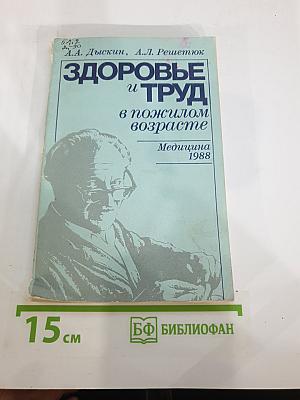 А.А. Дыскин, А.Л. Решетюк
ЗДОРОВЬЕ
и ТРУД
в пожилом
возрасте
Медицина
1988
15 см
БФ БИБЛИОФАН